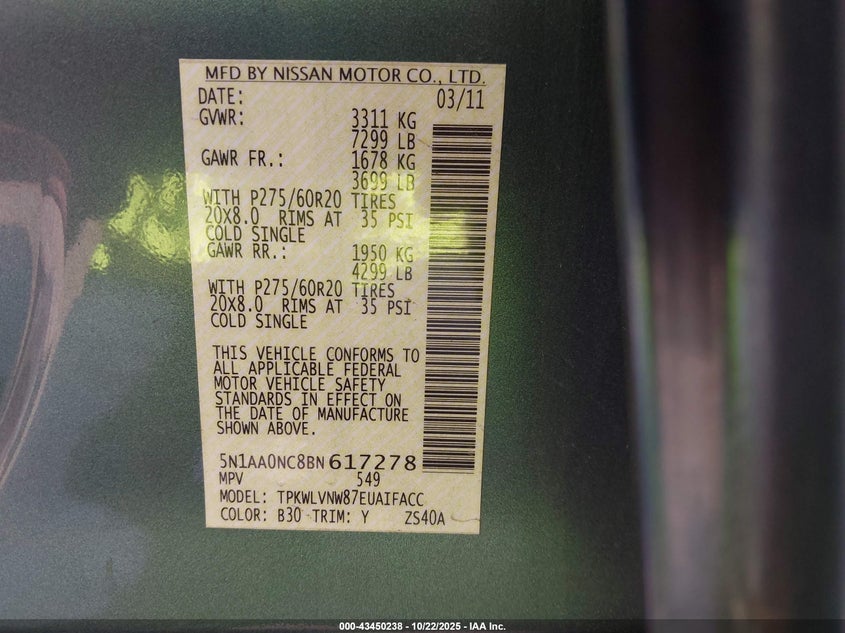 MFD BY NISSAN MOTOR CO., LTD.
DATE: 03/11
GVWR: 3311 KG
7299 LB
GAWR FR.: 1678 KG
3699 LB
WITH P275/60R20 TIRES
20X8.0 RIMS AT 35 PSI
COLD SINGLE
GAWR RR.: 1950 KG
4299 LB
WITH P275/60R20 TIRES
20X8.0 RIMS AT 35 PSI
COLD SINGLE
THIS VEHICLE CONFORMS TO
ALL APPLICABLE FEDERAL
MOTOR VEHICLE SAFETY
STANDARDS IN EFFECT ON
THE DATE OF MANUFACTURE
SHOWN ABOVE.
5N1AA0NC8BN617278
MPV 549
MODEL: TPKWLVNW87EUAIFACC
COLOR: B30 TRIM: Y ZS40A
000-43450238 - 10/22/2025 - IAA Inc.